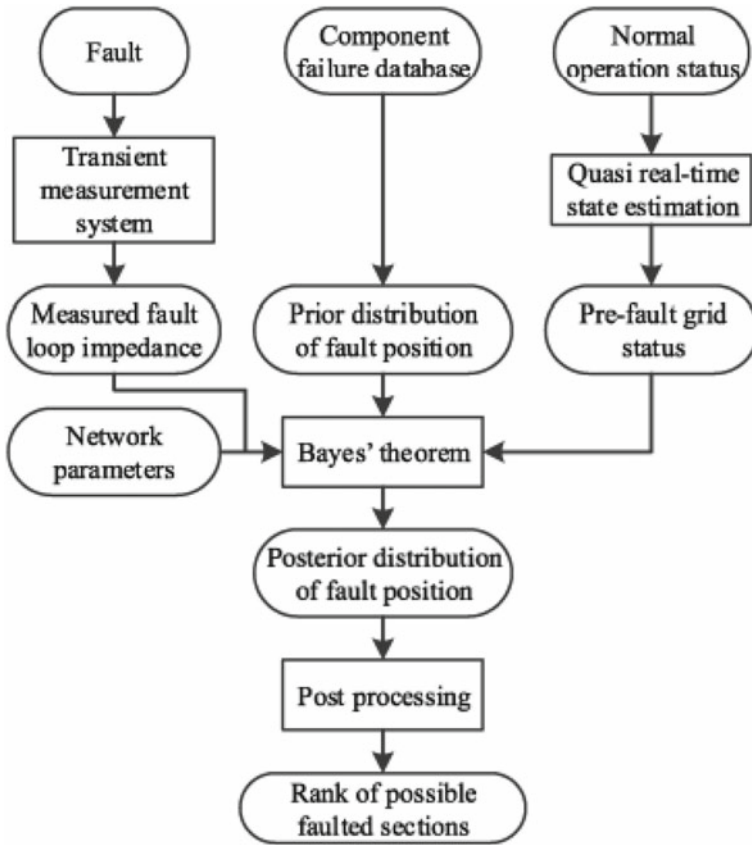 Fault
Component
failure database
Normal
operation status
Transient
measurement
system
Quasi real-time
state estimation
Measured fault
loop impedance
Prior distribution
of fault position
Pre-fault grid
status
Network
parameters
Bayes’ theorem
Posterior distribution
of fault position
Post processing
Rank of possible
faulted sections